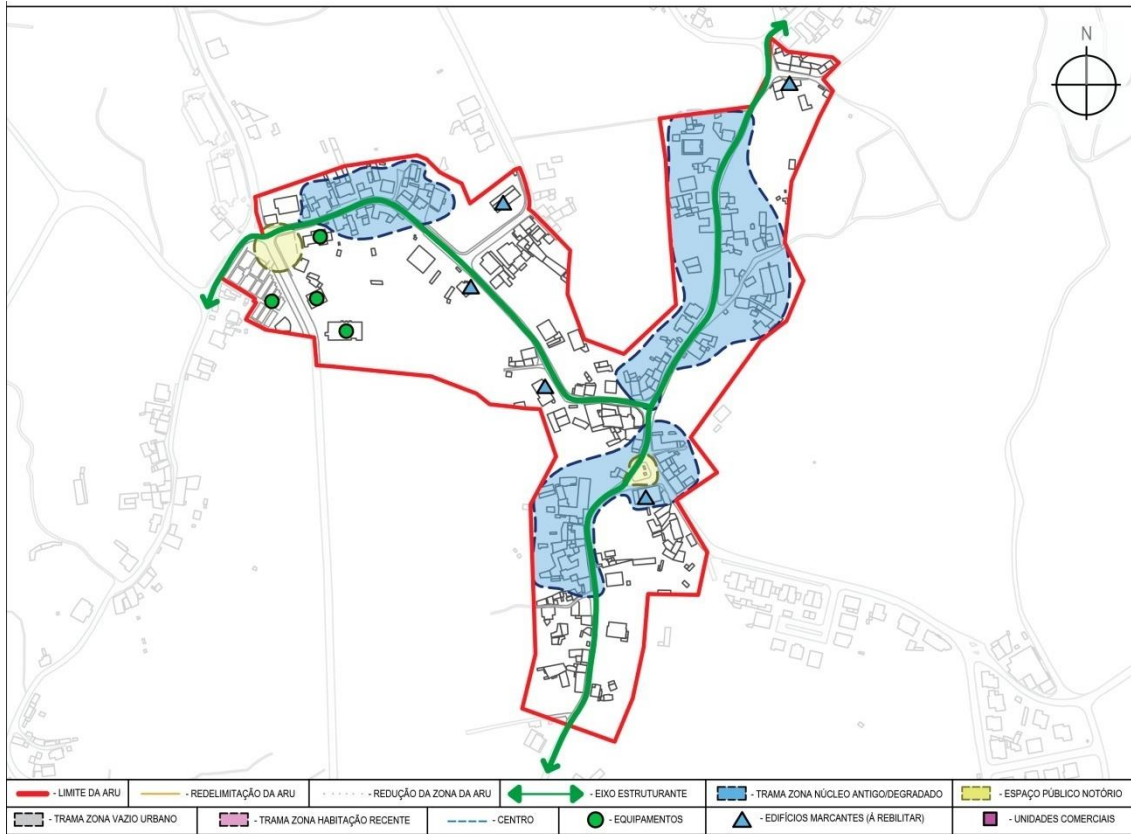 N
- LIMITE DA ARU - REDELIMITAÇÃO DA ARU - REDUÇÃO DA ZONA DA ARU - EIXO ESTRUTURANTE - TRAMA ZONA NÚCLEO ANTIGO/DEGRADADO - ESPAÇO PÚBLICO NOTÓRIO
- TRAMA ZONA VAZIO URBANO - TRAMA ZONA HABITAÇÃO RECENTE - CENTRO - EQUIPAMENTOS - EDIFÍCIOS MARCANTES (Á REBILITAR) - UNIDADES COMERCIAIS